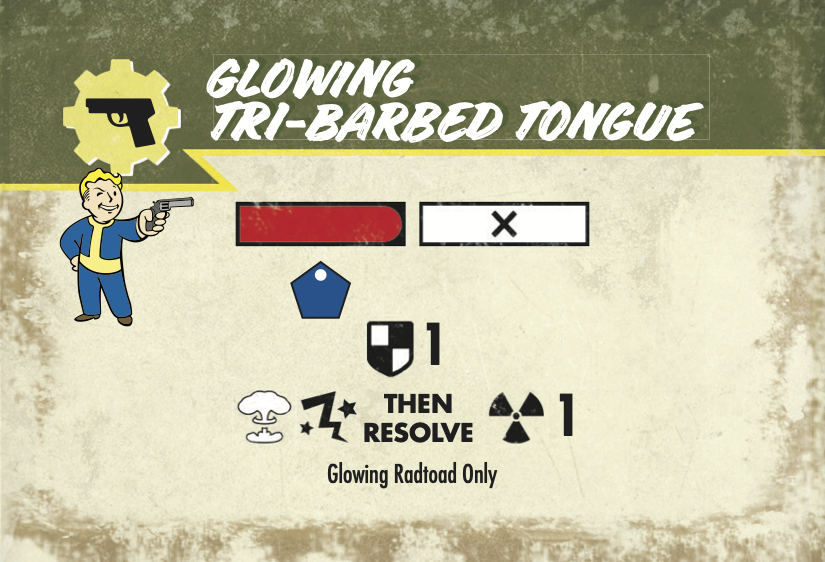 GLOWING
TRI-BARBED TONGUE
1
THEN
RESOLVE
1
Glowing Radtoad Only